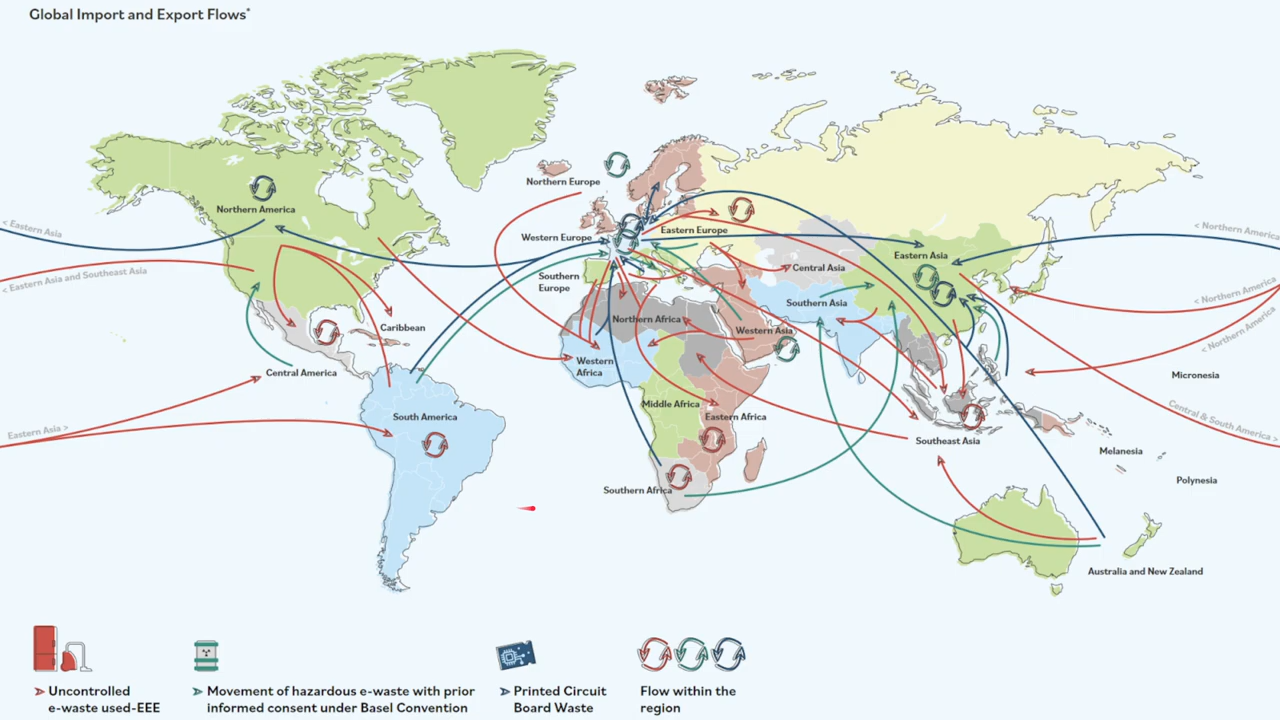 Global Import and Export Flows*
Northern Europe
Northern America
< Eastern Asia
< Northern America
Eastern Europe
Western Europe
Eastern Asia
< Eastern Asia and Southeast Asia
Central Asia
Southern
Europe
Southern Asia
< Northern America
Northern Africa
Caribbean
Western Asia
< Northern America
Western
Africa
Central America
Micronesia
Middle Africa
South America
Eastern Africa
Central & South America >
Eastern Asia >
Southeast Asia
Melanesia
Polynesia
Southern Africa
Australia and New Zealand
Uncontrolled
e-waste used-EEE
Movement of hazardous e-waste with prior
informed consent under Basel Convention
Printed Circuit
Board Waste
Flow within the
region